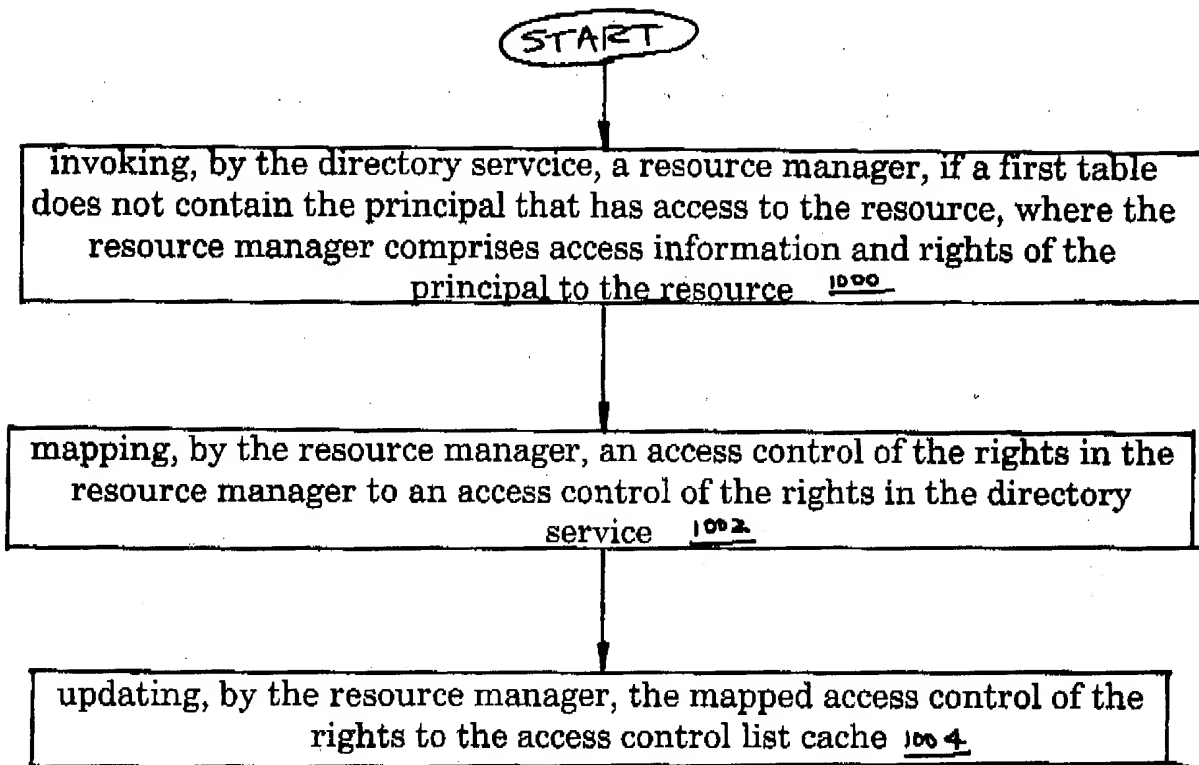 START
invoking, by the directory servcice, a resource manager, if a first table
does not contain the principal that has access to the resource, where the
resource manager comprises access information and rights of the
principal to the resource 1000
mapping, by the resource manager, an access control of the rights in the
resource manager to an access control of the rights in the directory
service 1002
updating, by the resource manager, the mapped access control of the
rights to the access control list cache 1004